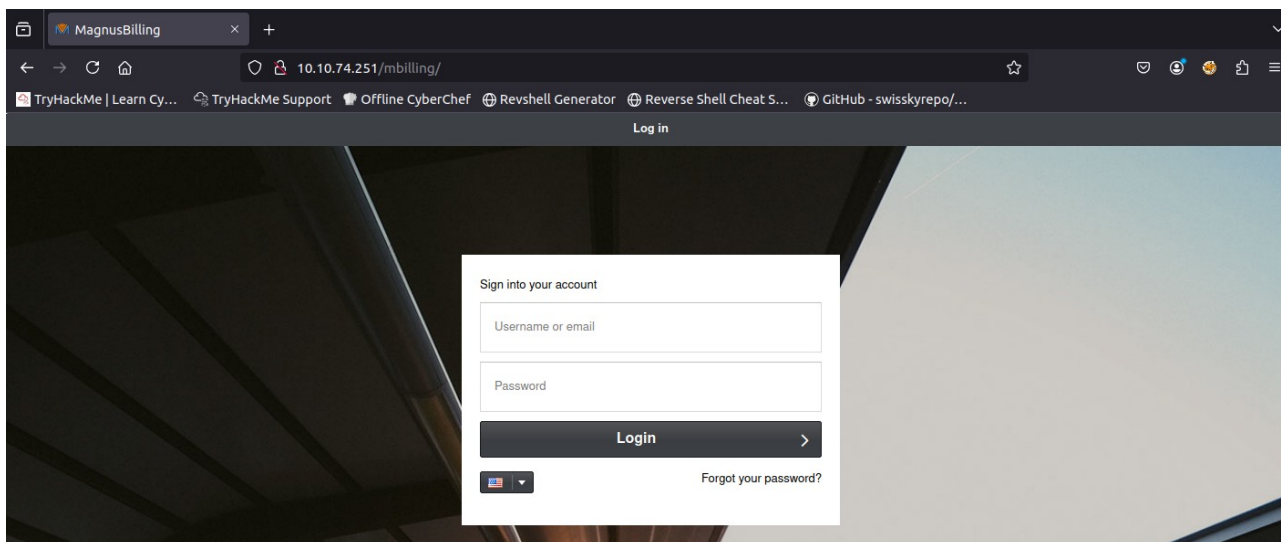 MagnusBilling
10.10.74.251/mbilling/
TryHackMe | Learn Cy... TryHackMe Support Offline CyberChef Revshell Generator Reverse Shell Cheat S... GitHub - swisskyrepo/...
Log in
Sign into your account
Username or email
Password
Login
Forgot your password?